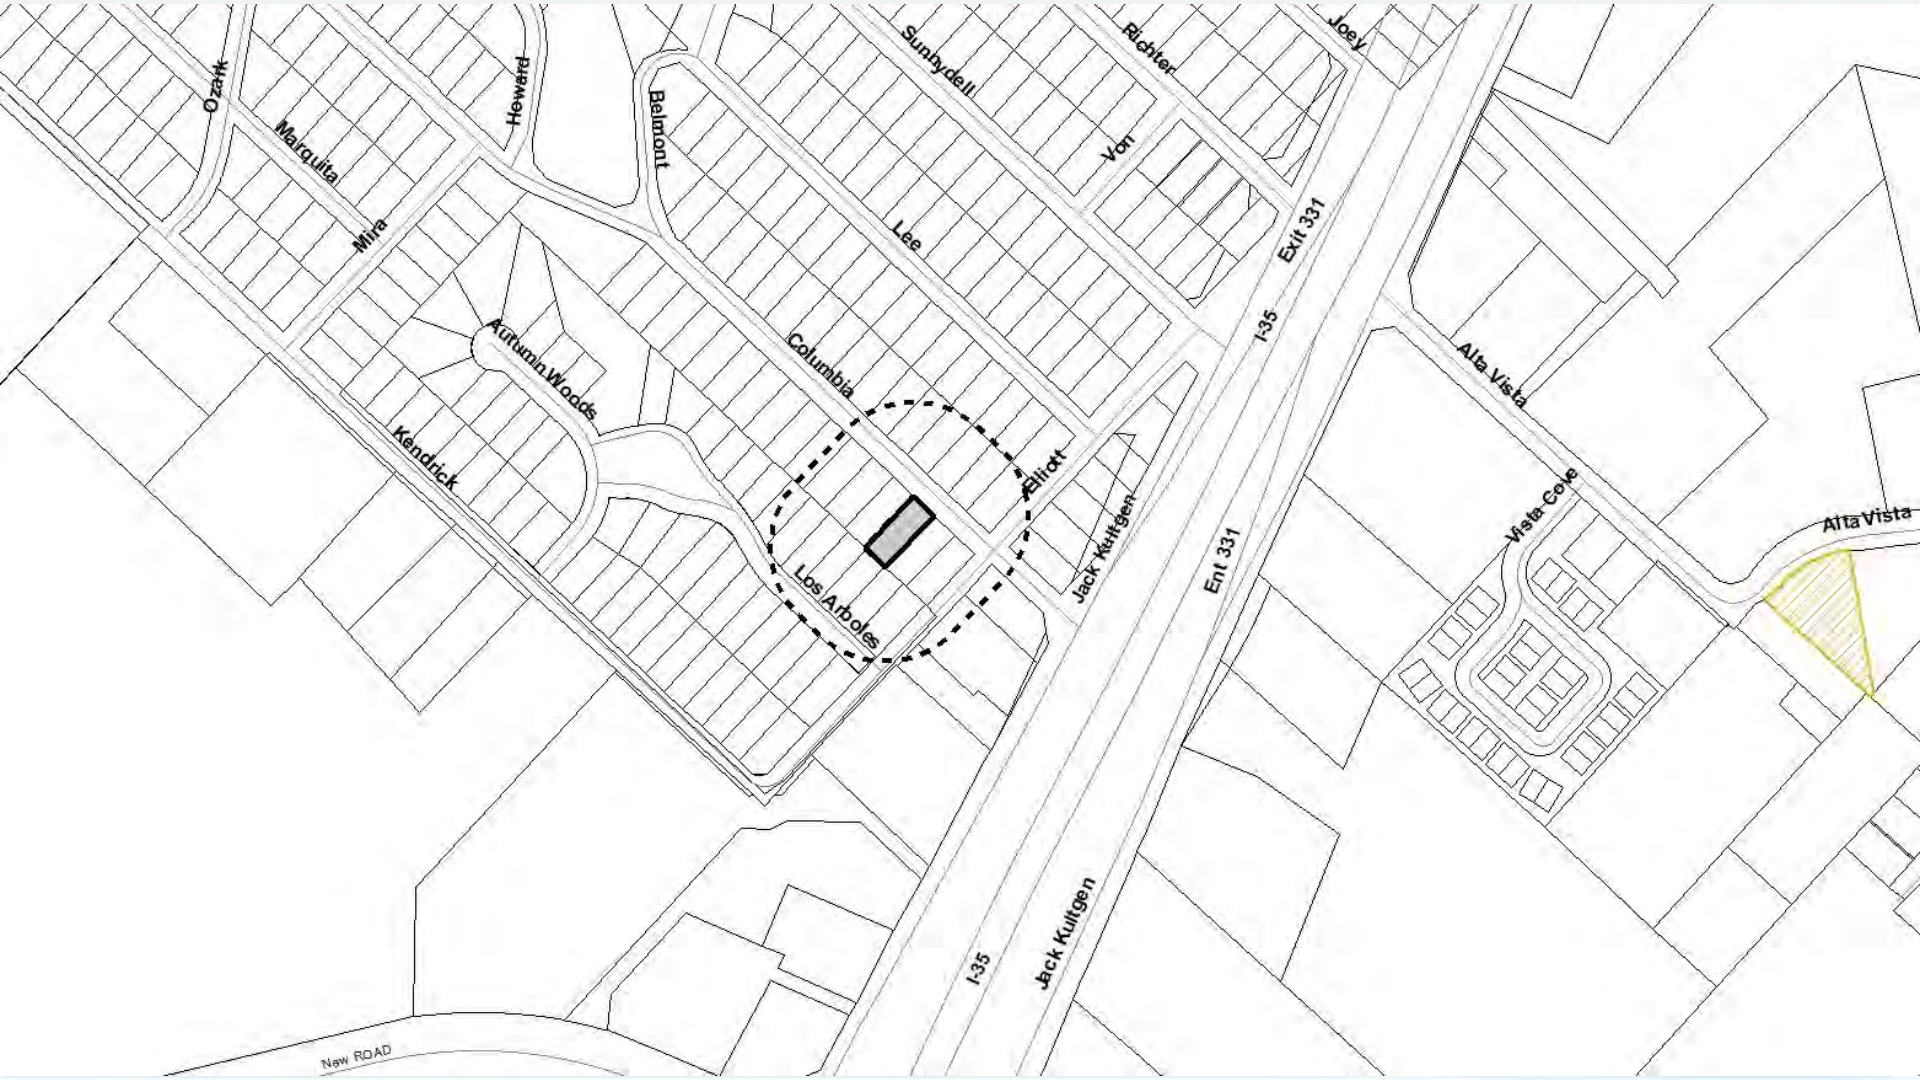 Joey
Richter
Sunnydell
Ozark
Howard
Belmont
Marquita
Von
Mira
Lee
Exit 331
I-35
Autumn Woods
Columbia
Alta Vista
Kendrick
Elliott
Vista Cove
Jack Kultgen
Alta Vista
Ent 331
Los Arboles
Jack Kultgen
I-35
New ROAD